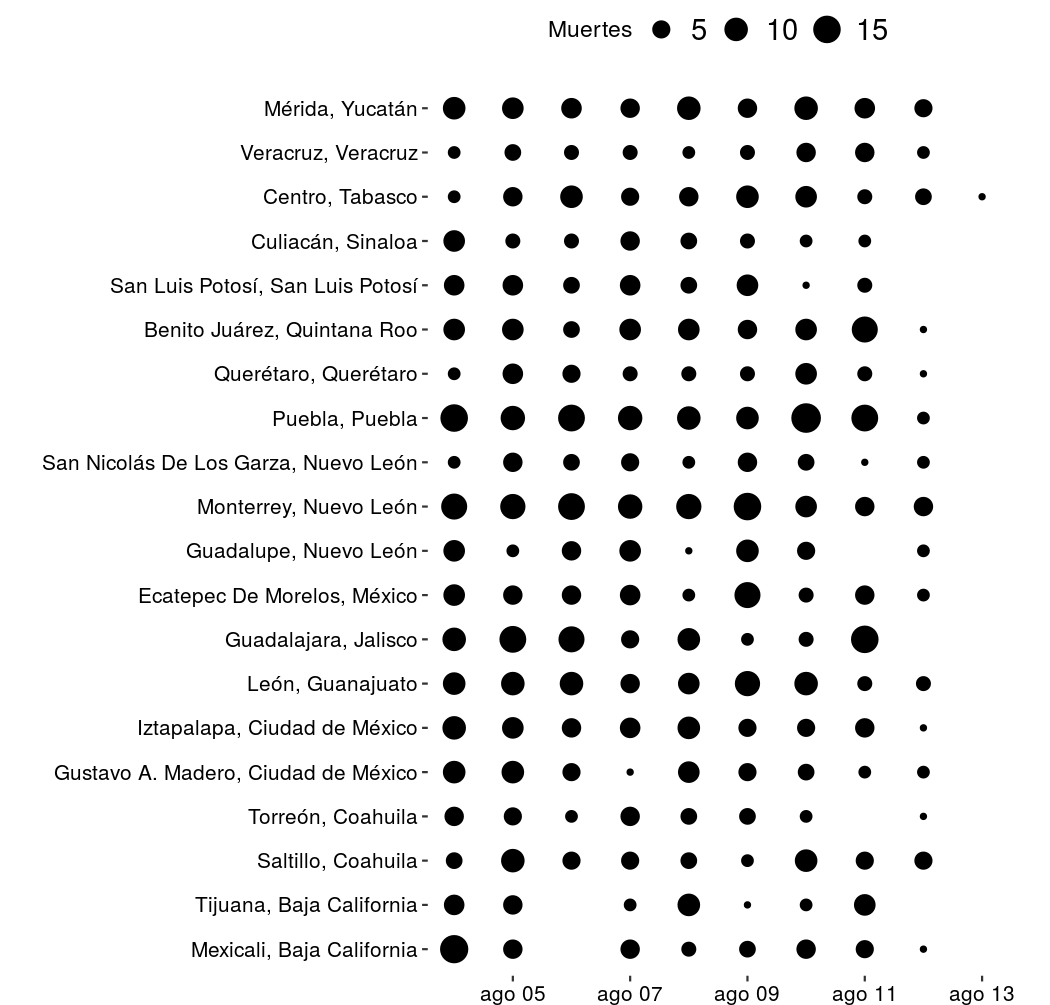 Muertes 5 10 15
Mérida, Yucatán
Veracruz, Veracruz
Centro, Tabasco
Culiacán, Sinaloa
San Luis Potosí, San Luis Potosí
Benito Juárez, Quintana Roo
Querétaro, Querétaro
Puebla, Puebla
San Nicolás De Los Garza, Nuevo León
Monterrey, Nuevo León
Guadalupe, Nuevo León
Ecatepec De Morelos, México
Guadalajara, Jalisco
León, Guanajuato
Iztapalapa, Ciudad de México
Gustavo A. Madero, Ciudad de México
Torreón, Coahuila
Saltillo, Coahuila
Tijuana, Baja California
Mexicali, Baja California
ago 05 ago 07 ago 09 ago 11 ago 13